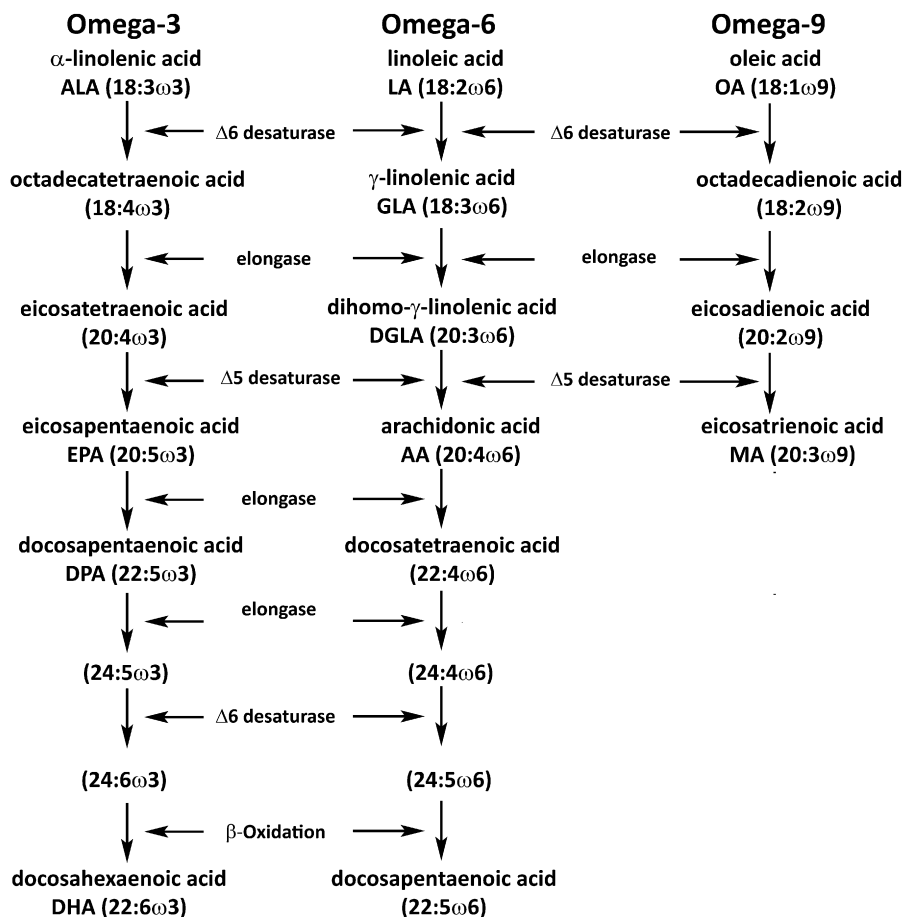 Omega-3 Omega-6 Omega-9
α-linolenic acid linoleic acid oleic acid
ALA (18:3ω3) LA (18:2ω6) OA (18:1ω9)
Δ6 desaturase Δ6 desaturase
octadecatetraenoic acid γ-linolenic acid octadecadienoic acid
(18:4ω3) GLA (18:3ω6) (18:2ω9)
elongase elongase
eicosatetraenoic acid dihomo-γ-linolenic acid eicosadienoic acid
(20:4ω3) DGLA (20:3ω6) (20:2ω9)
Δ5 desaturase Δ5 desaturase
eicosapentaenoic acid arachidonic acid eicosatrienoic acid
EPA (20:5ω3) AA (20:4ω6) MA (20:3ω9)
elongase
docosapentaenoic acid docosatetraenoic acid
DPA (22:5ω3) (22:4ω6)
elongase
(24:5ω3) (24:4ω6)
Δ6 desaturase
(24:6ω3) (24:5ω6)
β-Oxidation
docosahexaenoic acid docosapentaenoic acid
DHA (22:6ω3) (22:5ω6)